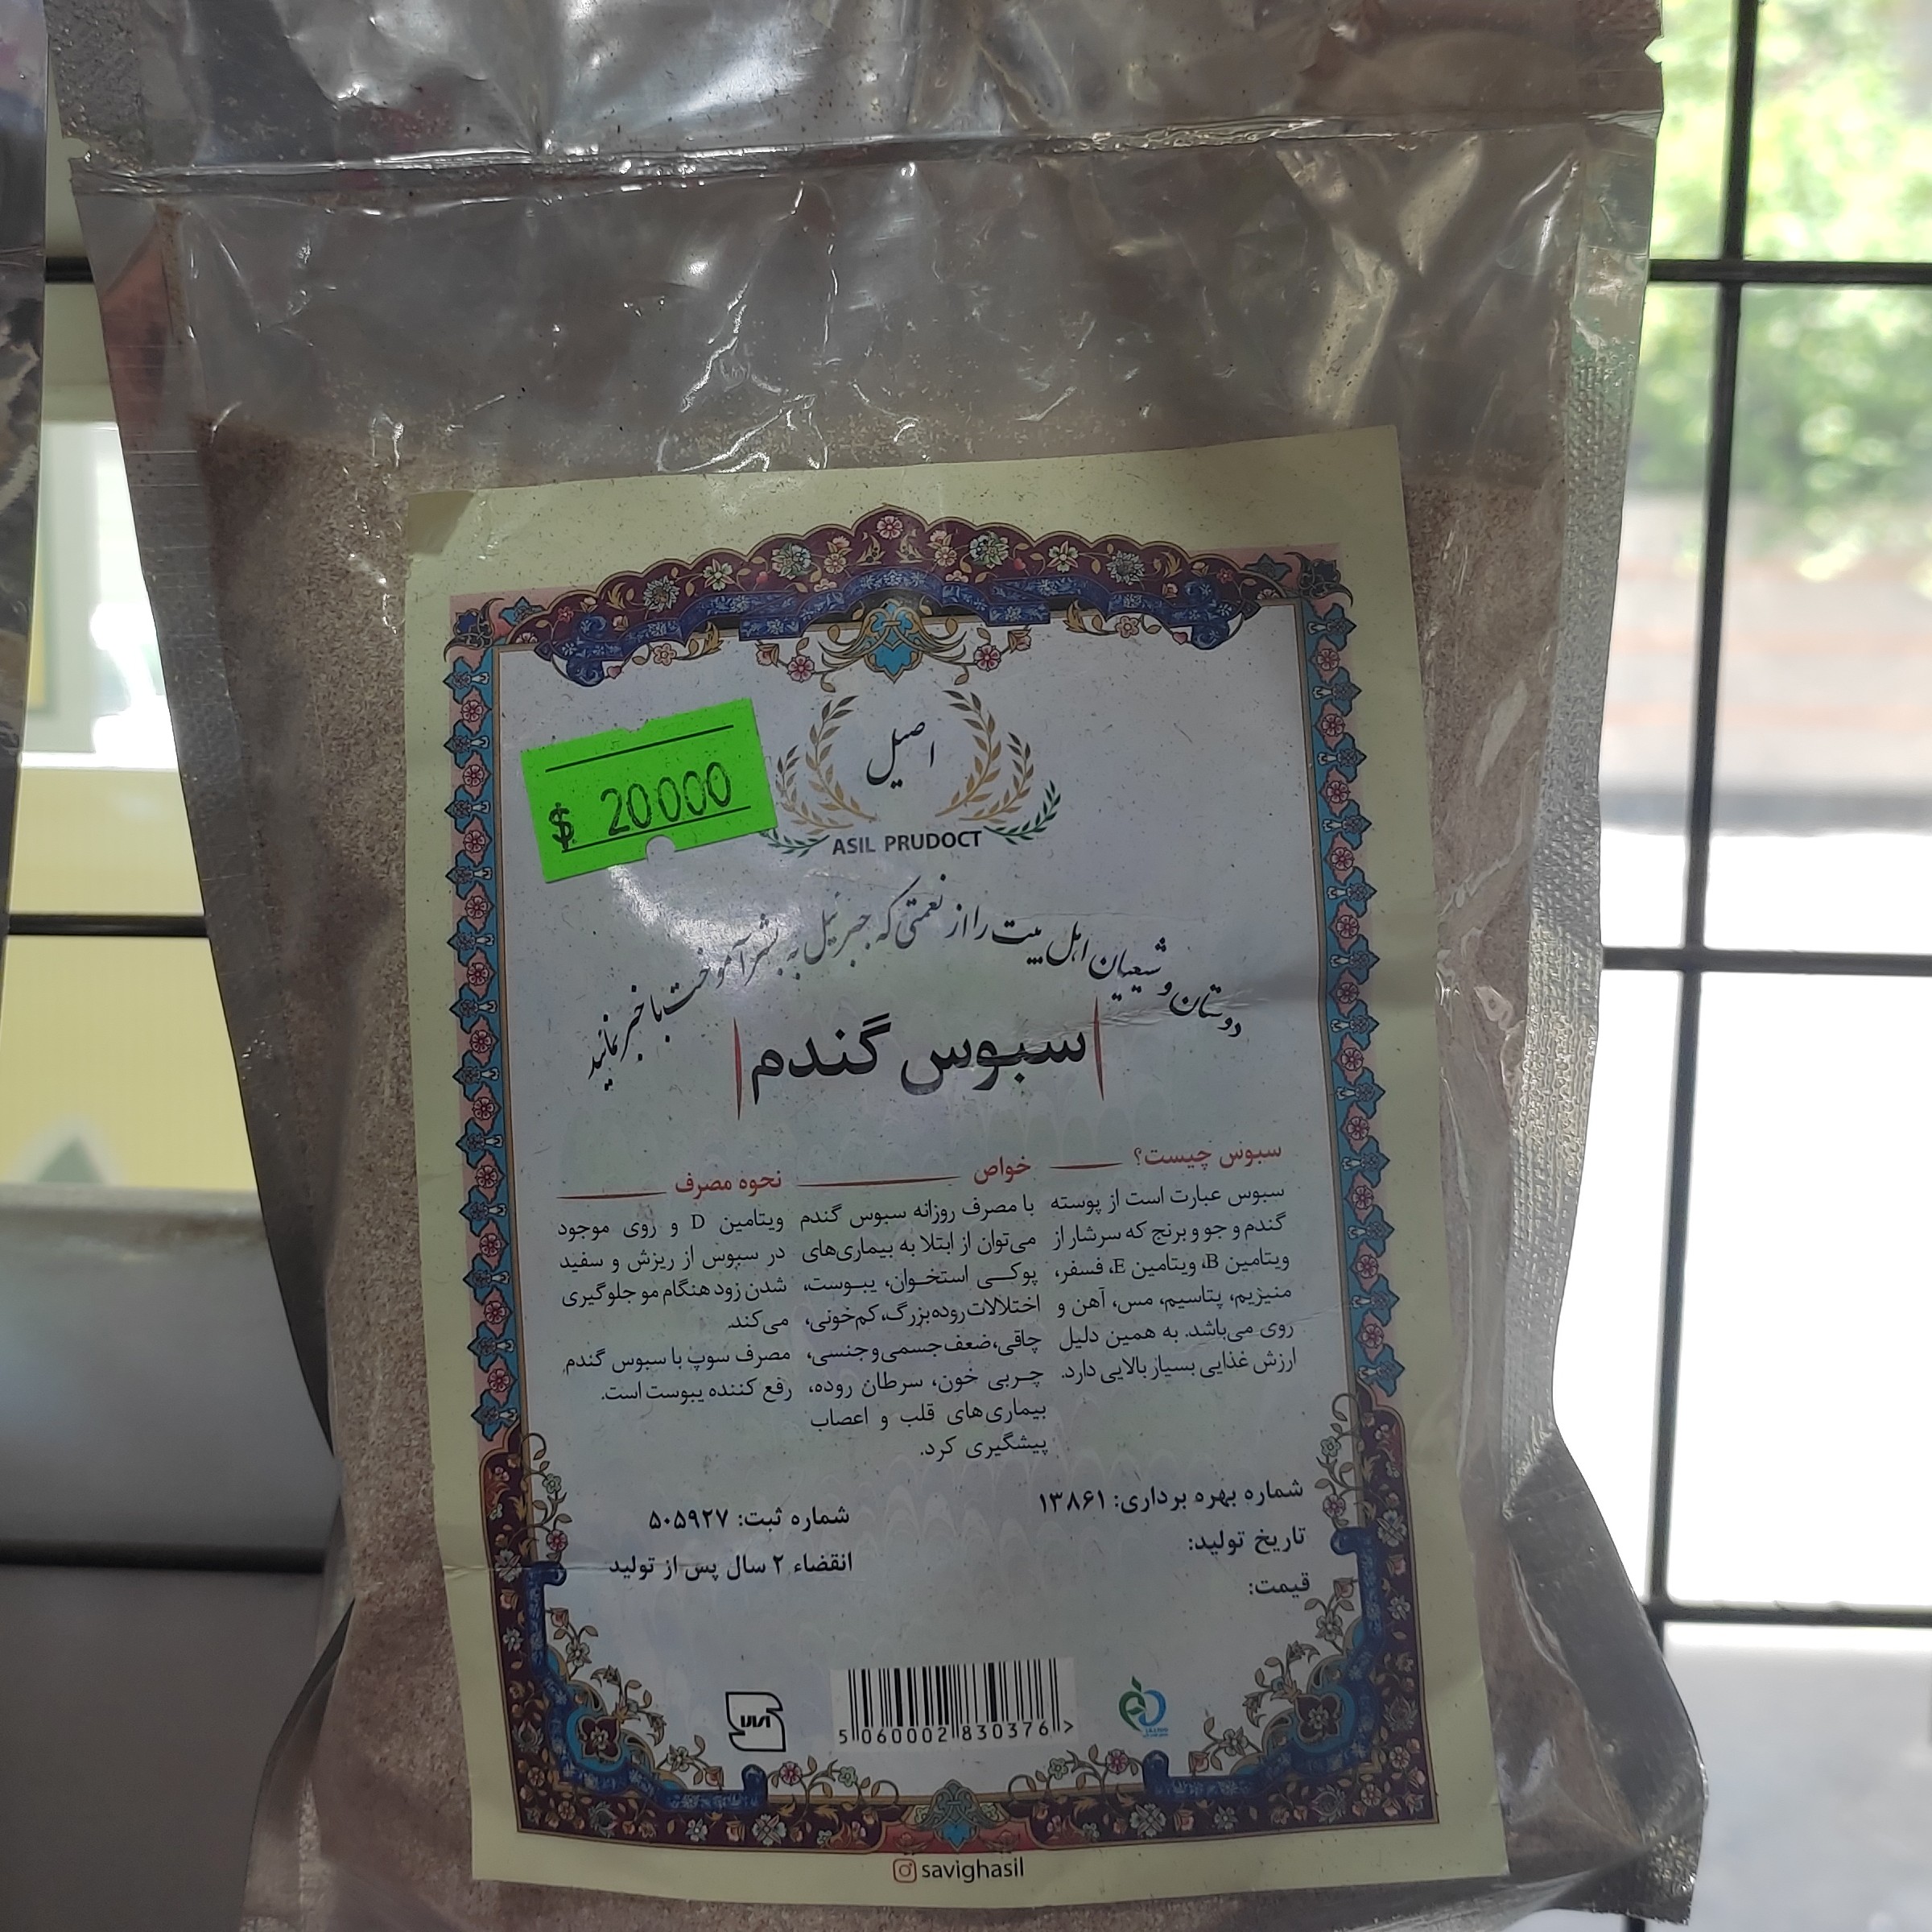 اصیل
$ 20000
ASIL PRUDOCT
دوستان و شیعیان اهل بیت را از نعمتی که جبرئیل به بشر آموخت با خبر نمائید
سبوس گندم
سبوس چیست؟
سبوس عبارت است از پوسته
گندم و جو و برنج که سرشار از
ویتامین B، ویتامین E، فسفر،
منیزیم، پتاسیم، مس، آهن و
روی می‌باشد. به همین دلیل
ارزش غذایی بسیار بالایی دارد.
خواص
با مصرف روزانه سبوس گندم
می‌توان از ابتلا به بیماری‌های
پوکی استخوان، یبوست،
اختلالات روده بزرگ، کم‌خونی،
چاقی، ضعف جسمی و جنسی،
چربی خون، سرطان روده،
بیماری‌های قلب و اعصاب
پیشگیری کرد.
نحوه مصرف
ویتامین D و روی موجود
در سبوس از ریزش و سفید
شدن زود هنگام مو جلوگیری
می‌کند.
مصرف سوپ با سبوس گندم
رفع کننده یبوست است.
شماره بهره برداری: ۱۳۸۶۱
شماره ثبت: ۵۰۵۹۲۷
تاریخ تولید:
انقضاء ۲ سال پس از تولید
قیمت:
5 060002 830376 >
savighasil